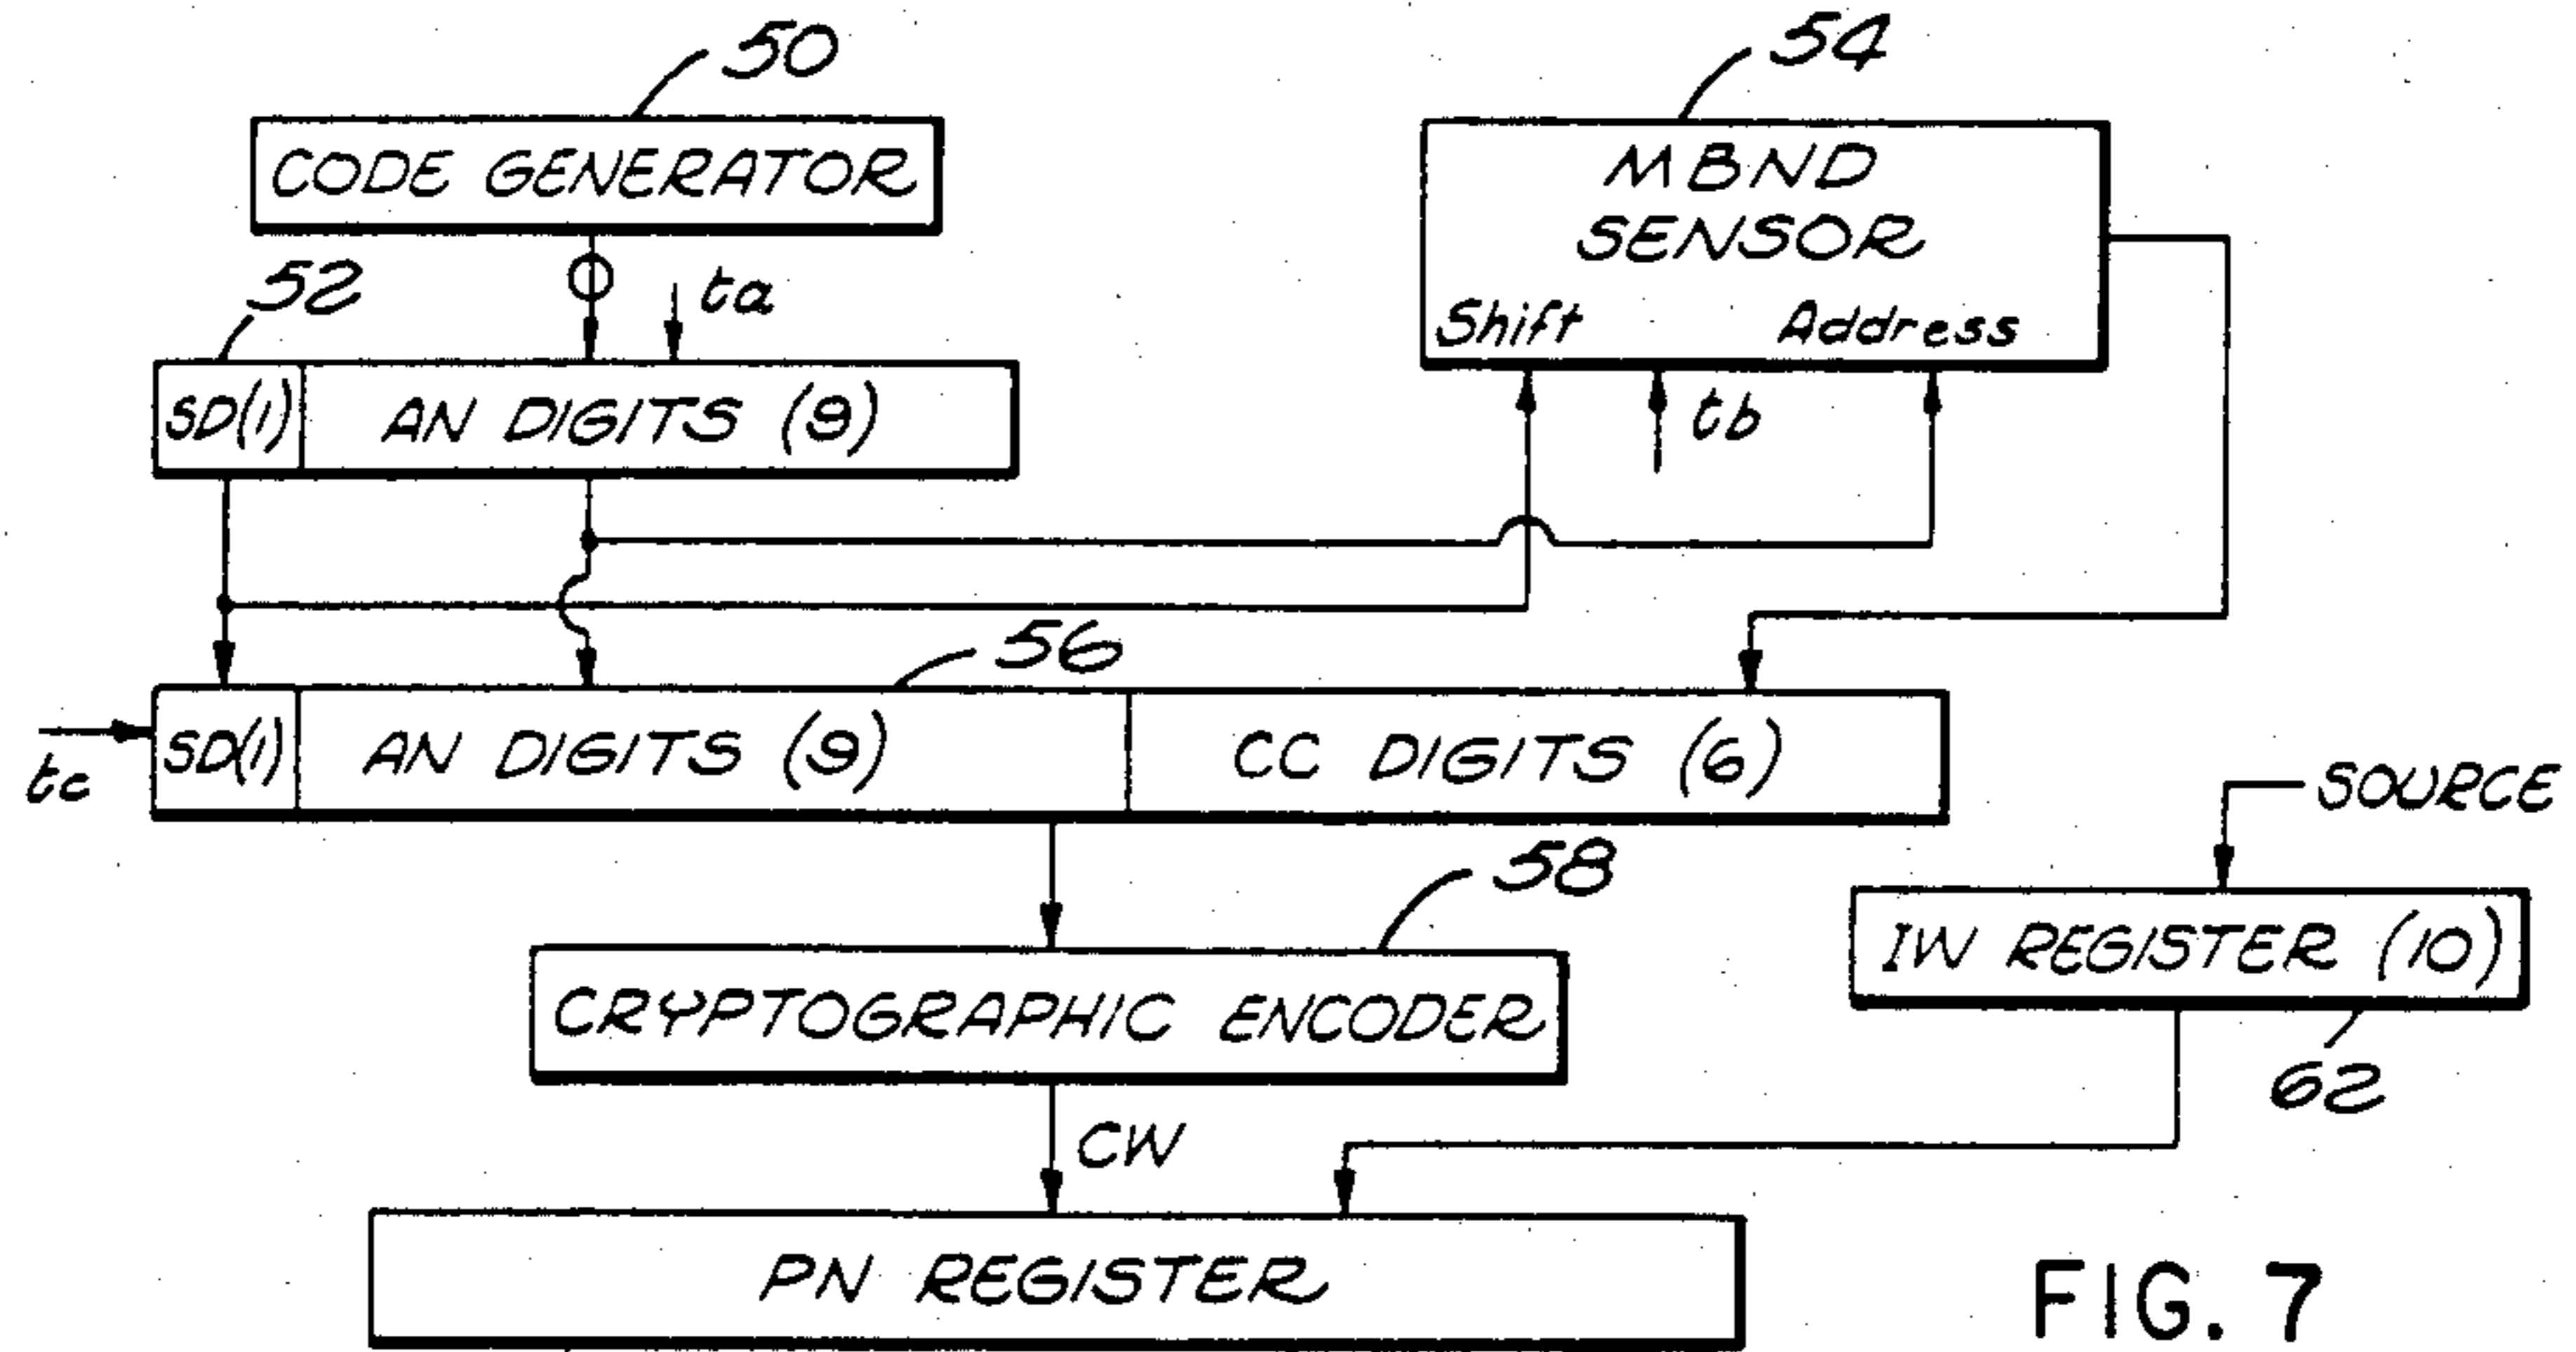 50
54
CODE GENERATOR
MBND
SENSOR
Shift
Address
52
ta
tb
SD(1)
AN DIGITS (9)
56
tc
SD(1)
AN DIGITS (9)
CC DIGITS (6)
SOURCE
58
IW REGISTER (10)
CRYPTOGRAPHIC ENCODER
62
CW
PN REGISTER
FIG. 7